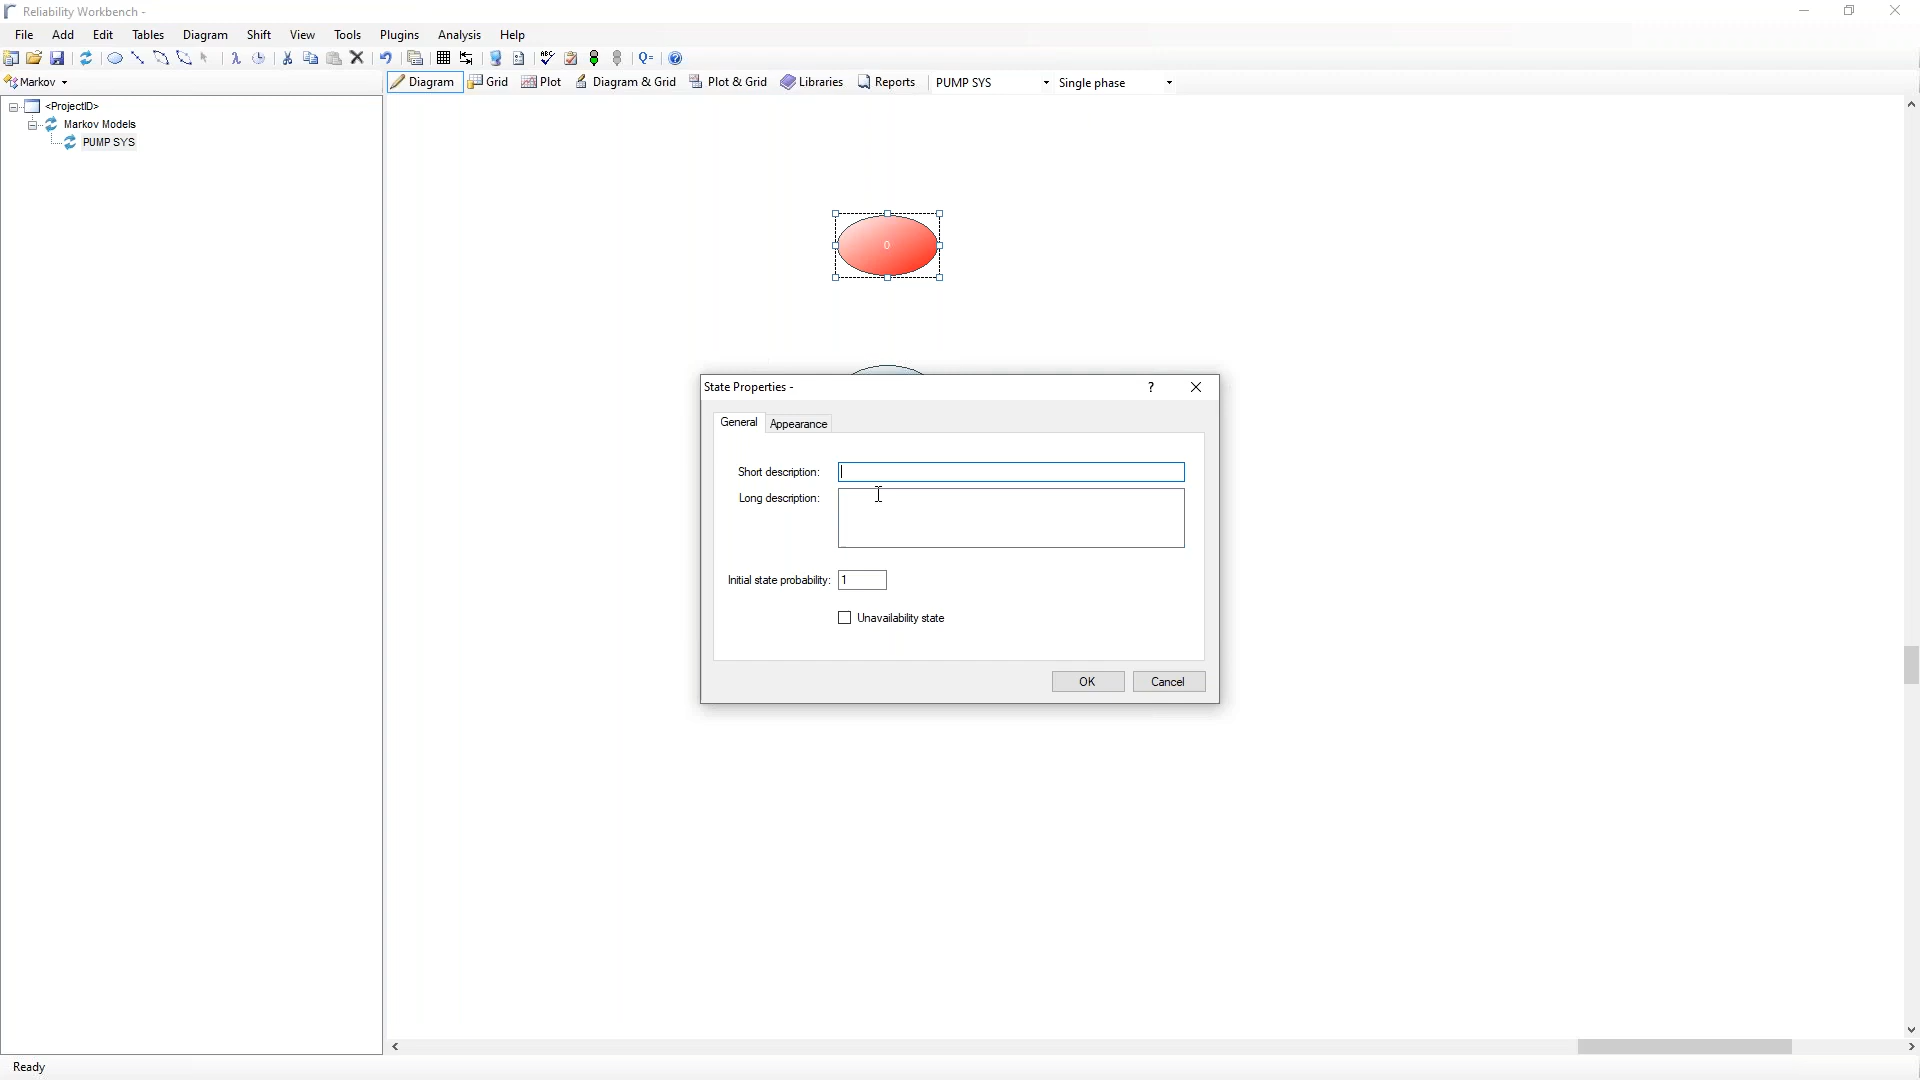 Reliability Workbench -
File Add Edit Tables Diagram Shift View Tools Plugins Analysis Help
λ ABC Q= ?
Markov Diagram Grid Plot Diagram & Grid Plot & Grid Libraries Reports PUMP SYS Single phase
<ProjectID>
Markov Models
PUMP SYS
0
State Properties - ?
General Appearance
Short description:
Long description:
Initial state probability: 1
Unavailability state
OK Cancel
Ready